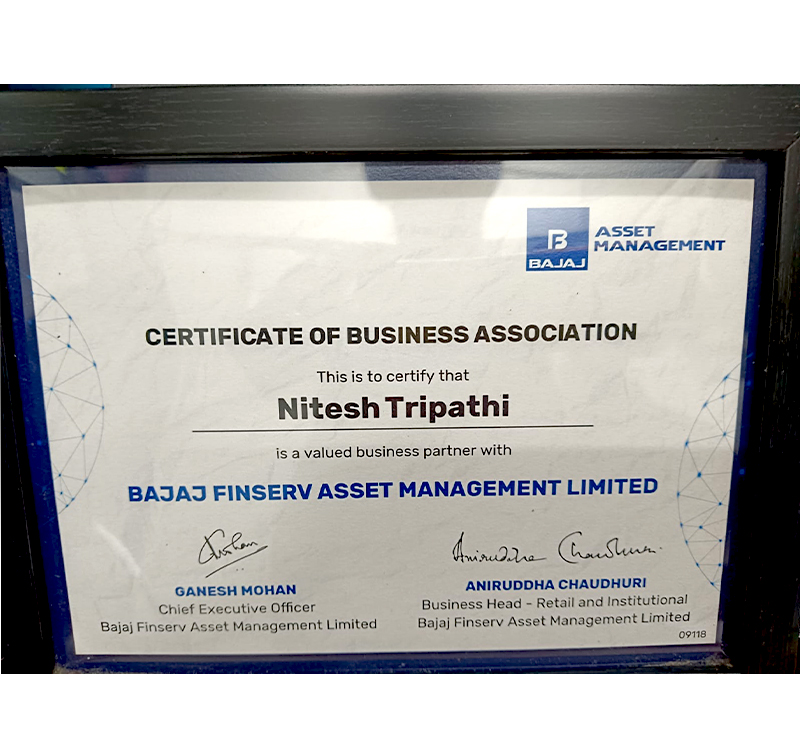 B
BAJAJ
ASSET
MANAGEMENT
CERTIFICATE OF BUSINESS ASSOCIATION
This is to certify that
Nitesh Tripathi
is a valued business partner with
BAJAJ FINSERV ASSET MANAGEMENT LIMITED
Aniruddha Chaudhuri
GANESH MOHAN
Chief Executive Officer
Bajaj Finserv Asset Management Limited
ANIRUDDHA CHAUDHURI
Business Head - Retail and Institutional
Bajaj Finserv Asset Management Limited
09118